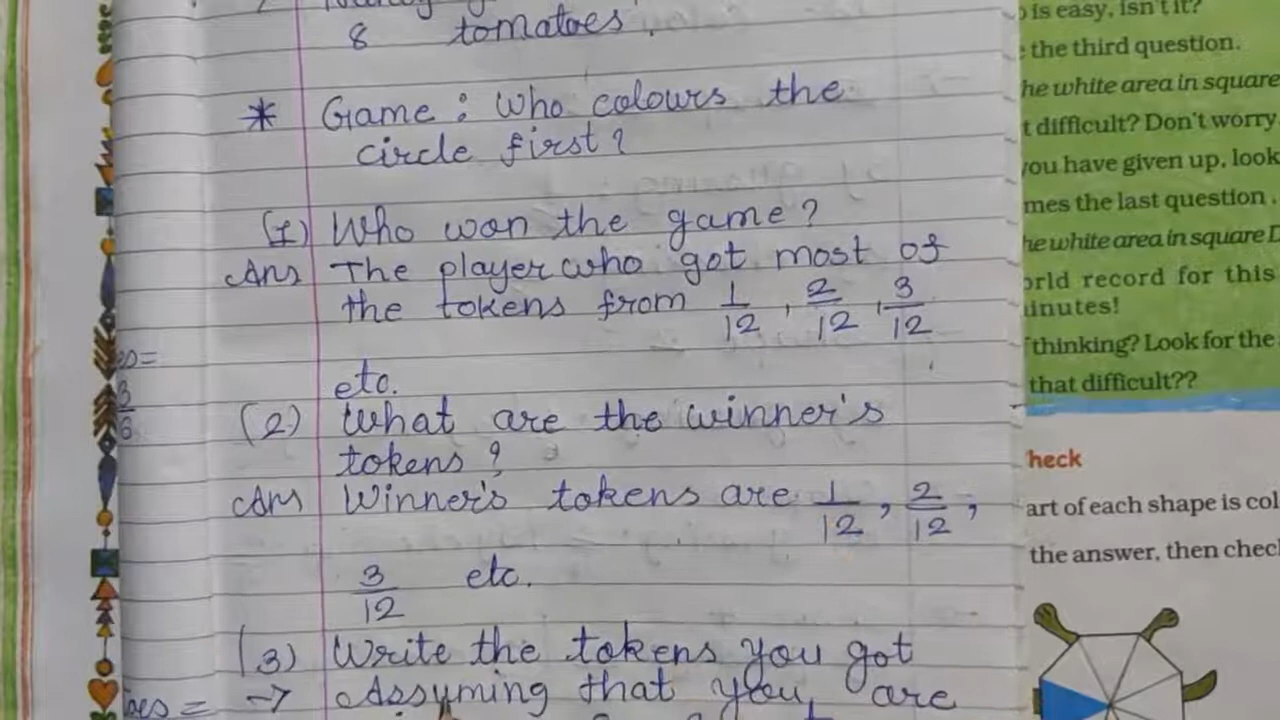 8 tomatoes.
* Game : Who colours the
circle first?
(1) Who won the game?
Ans The player who got most of
the tokens from 1/12, 2/12, 3/12
etc.
(2) What are the winner's
tokens?
Ans Winner's tokens are 1/12, 2/12,
3/12 etc.
(3) Write the tokens you got
→ Assuming that you are
es=
3/6
oes =
is easy, isn't it?
the third question.
he white area in square
t difficult? Don't worry
you have given up, look
mes the last question.
he white area in square D
orld record for this
inutes!
thinking? Look for the
that difficult??
heck
art of each shape is col
the answer, then chec